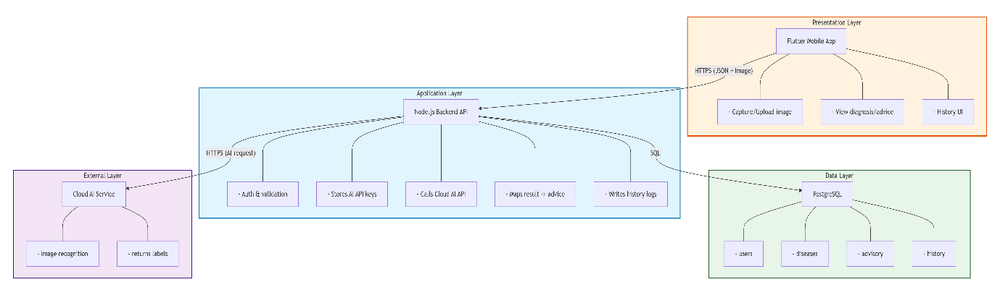 Presentation Layer
Flutter Mobile App
HTTPS (JSON + Image)
- Capture/Upload image
- View diagnosis/advice
- History UI
Application Layer
Node.js Backend API
HTTPS (AI request)
SQL
- Auth & validation
- Stores AI API keys
- Calls Cloud AI API
- Maps result -> advice
- Writes history logs
External Layer
Cloud AI Service
- image recognition
- returns labels
Data Layer
PostgreSQL
- users
- diseases
- advisory
- history